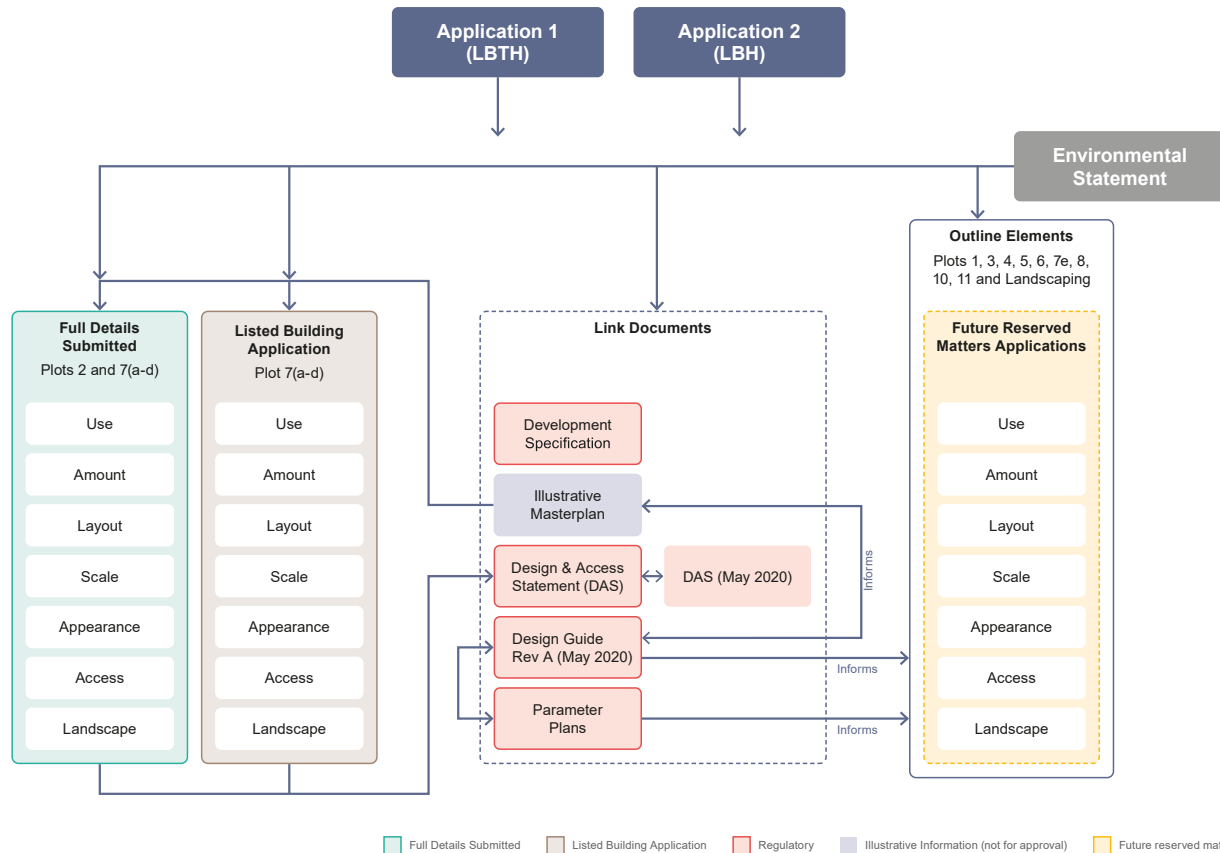 Application 1
(LBTH)
Application 2
(LBH)
Environmental
Statement
Full Details
Submitted
Plots 2 and 7(a-d)
Use
Amount
Layout
Scale
Appearance
Access
Landscape
Listed Building
Application
Plot 7(a-d)
Use
Amount
Layout
Scale
Appearance
Access
Landscape
Link Documents
Development
Specification
Illustrative
Masterplan
Design & Access
Statement (DAS)
DAS (May 2020)
Design Guide
Rev A (May 2020)
Parameter
Plans
Informs
Informs
Informs
Outline Elements
Plots 1, 3, 4, 5, 6, 7e, 8,
10, 11 and Landscaping
Future Reserved
Matters Applications
Use
Amount
Layout
Scale
Appearance
Access
Landscape
Full Details Submitted
Listed Building Application
Regulatory
Illustrative Information (not for approval)
Future reserved